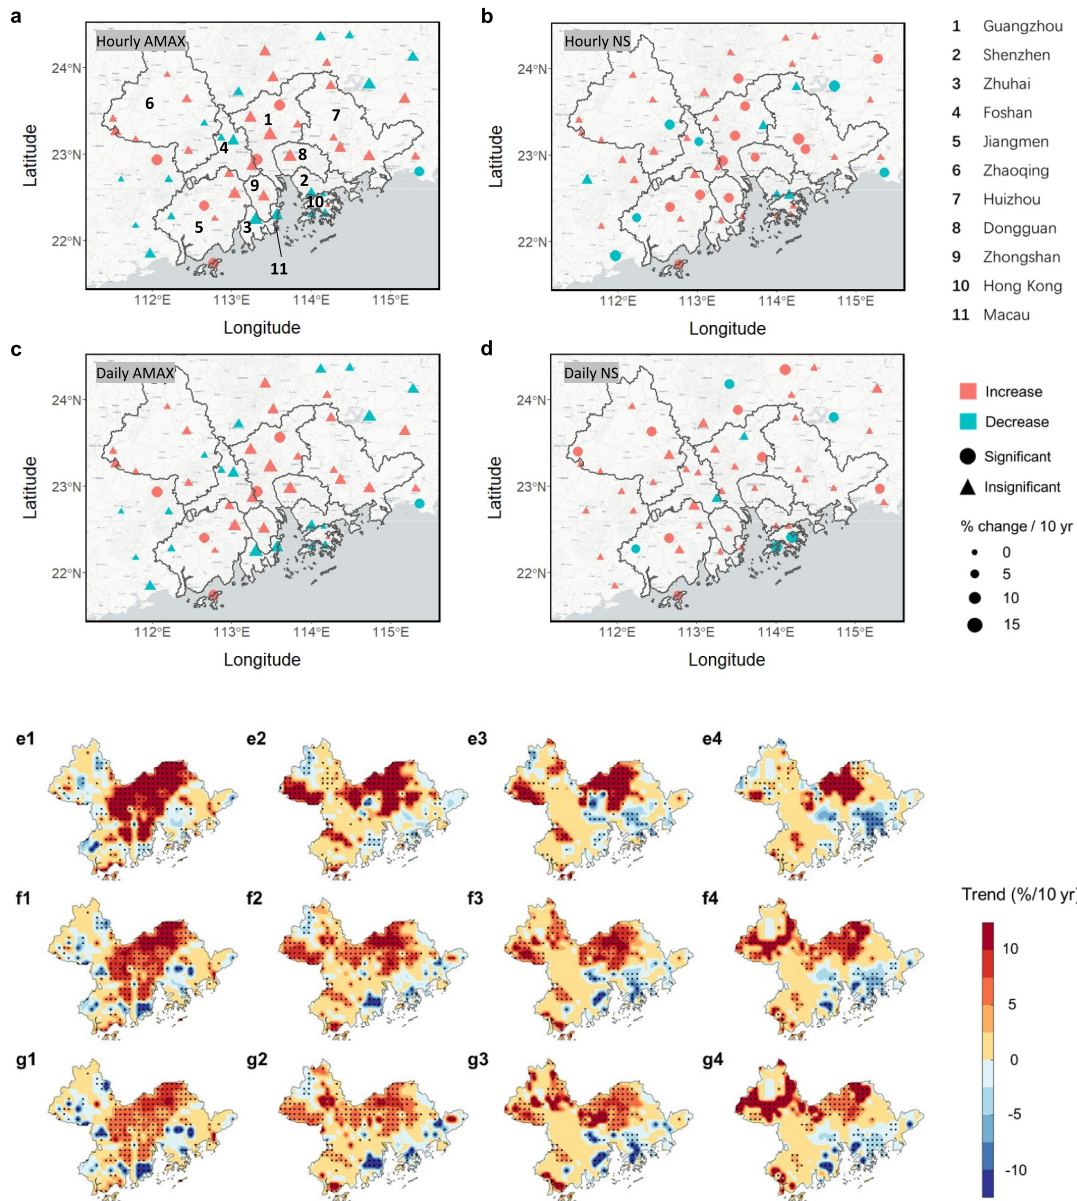 a
Hourly AMAX
24°N
23°N
22°N
Latitude
112°E 113°E 114°E 115°E
Longitude
6
1
7
4
8
2
9
10
5
3
11
b
Hourly NS
24°N
23°N
22°N
Latitude
112°E 113°E 114°E 115°E
Longitude
1 Guangzhou
2 Shenzhen
3 Zhuhai
4 Foshan
5 Jiangmen
6 Zhaoqing
7 Huizhou
8 Dongguan
9 Zhongshan
10 Hong Kong
11 Macau
c
Daily AMAX
24°N
23°N
22°N
Latitude
112°E 113°E 114°E 115°E
Longitude
d
Daily NS
24°N
23°N
22°N
Latitude
112°E 113°E 114°E 115°E
Longitude
Increase
Decrease
Significant
Insignificant
% change / 10 yr
0
5
10
15
e1 e2 e3 e4
f1 f2 f3 f4
g1 g2 g3 g4
Trend (%/10 yr)
10
5
0
-5
-10